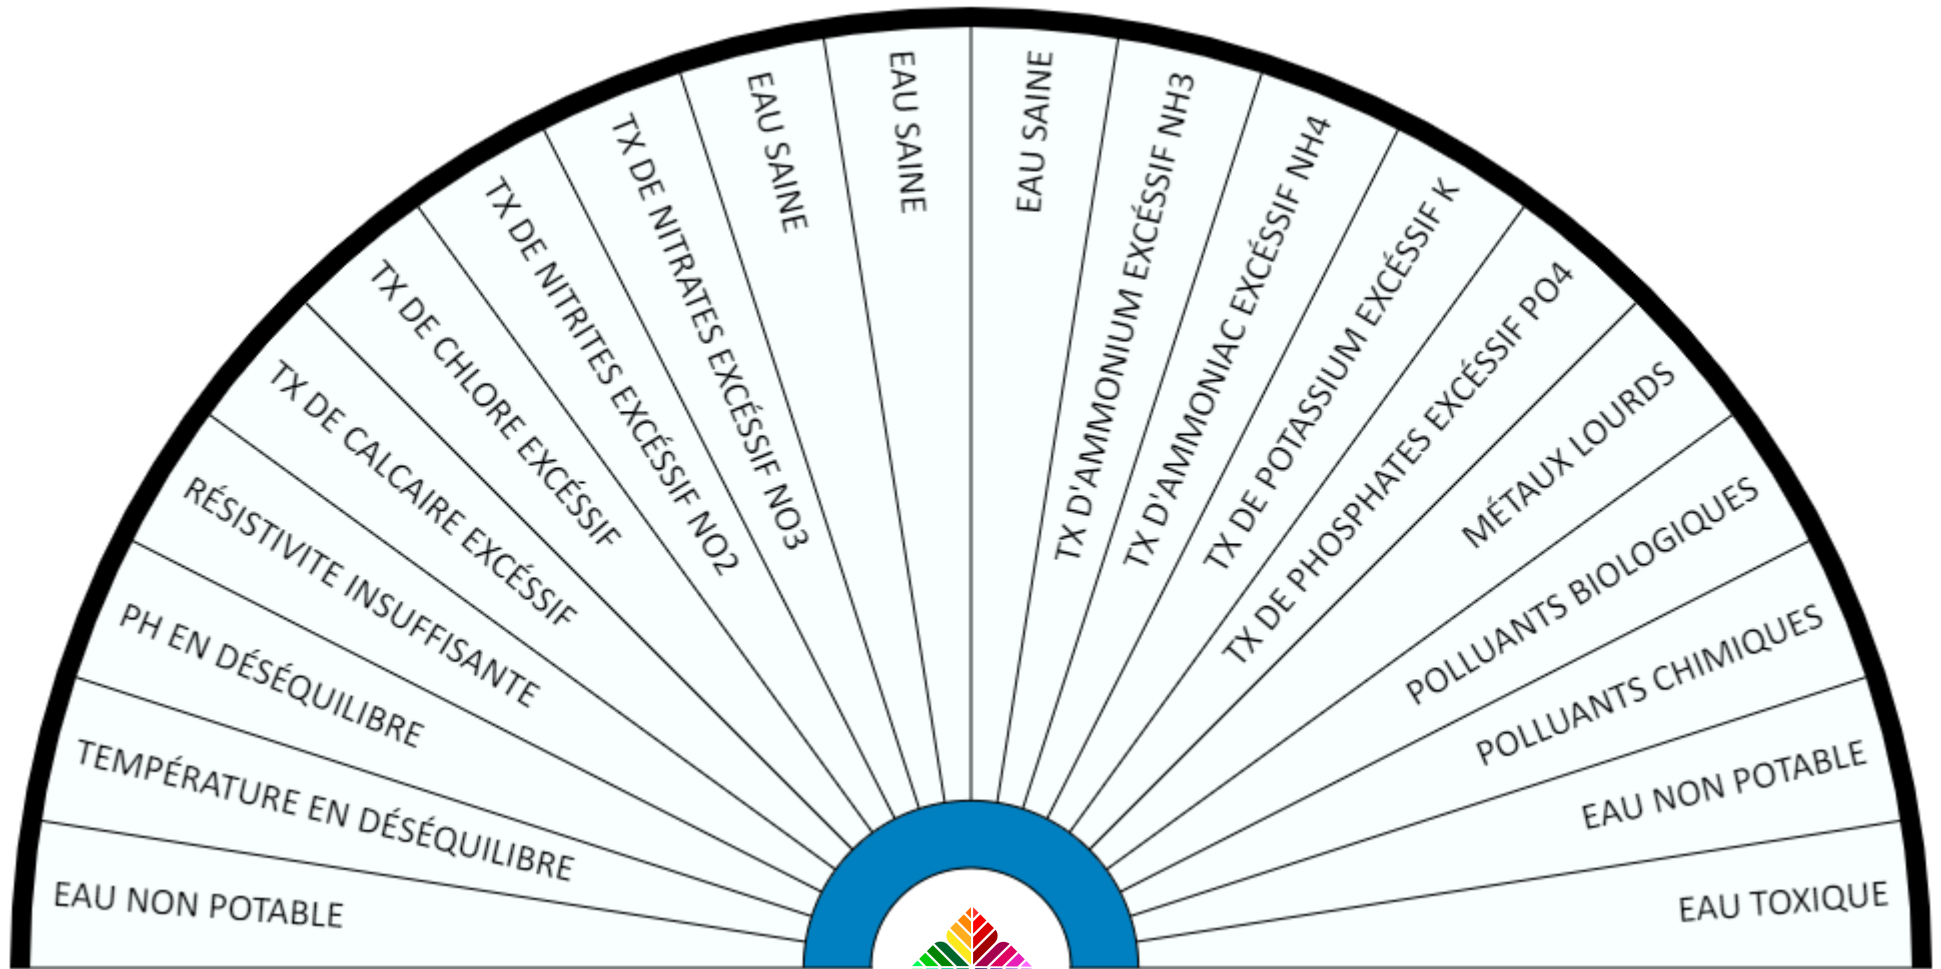 EAU NON POTABLE
TEMPÉRATURE EN DÉSÉQUILIBRE
PH EN DÉSÉQUILIBRE
RÉSISTIVITE INSUFFISANTE
TX DE CALCAIRE EXCÉSSIF
TX DE CHLORE EXCÉSSIF
TX DE NITRITES EXCÉSSIF NO2
TX DE NITRATES EXCÉSSIF NO3
EAU SAINE
EAU SAINE
EAU SAINE
TX D'AMMONIUM EXCÉSSIF NH3
TX D'AMMONIAC EXCÉSSIF NH4
TX DE POTASSIUM EXCÉSSIF K
TX DE PHOSPHATES EXCÉSSIF PO4
MÉTAUX LOURDS
POLLUANTS BIOLOGIQUES
POLLUANTS CHIMIQUES
EAU NON POTABLE
EAU TOXIQUE